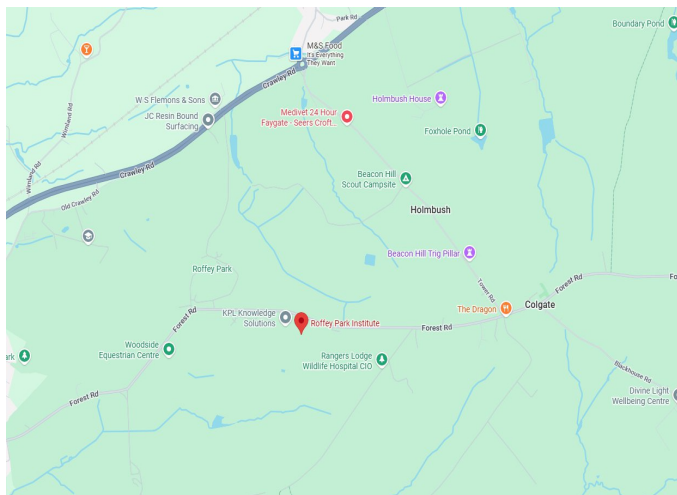 Park Rd
Boundary Pond
M&S Food
It's Everything
They Want
Crawley Rd
Wimland Rd
W S Flemons & Sons
Holmbush House
JC Resin Bound
Surfacing
Medivet 24 Hour
Faygate - Seers Croft...
Foxhole Pond
Crawley Rd
Wimland Rd
Beacon Hill
Scout Campsite
Old Crawley Rd
Holmbush
Beacon Hill Trig Pillar
Roffey Park
Tower Rd
Forest Rd
Fo
Colgate
The Dragon
KPL Knowledge
Solutions
Roffey Park Institute
Forest Rd
Forest Rd
Woodside
Equestrian Centre
ark
Rangers Lodge
Wildlife Hospital CIO
Blackhouse Rd
Forest Rd
Divine Light
Wellbeing Centre